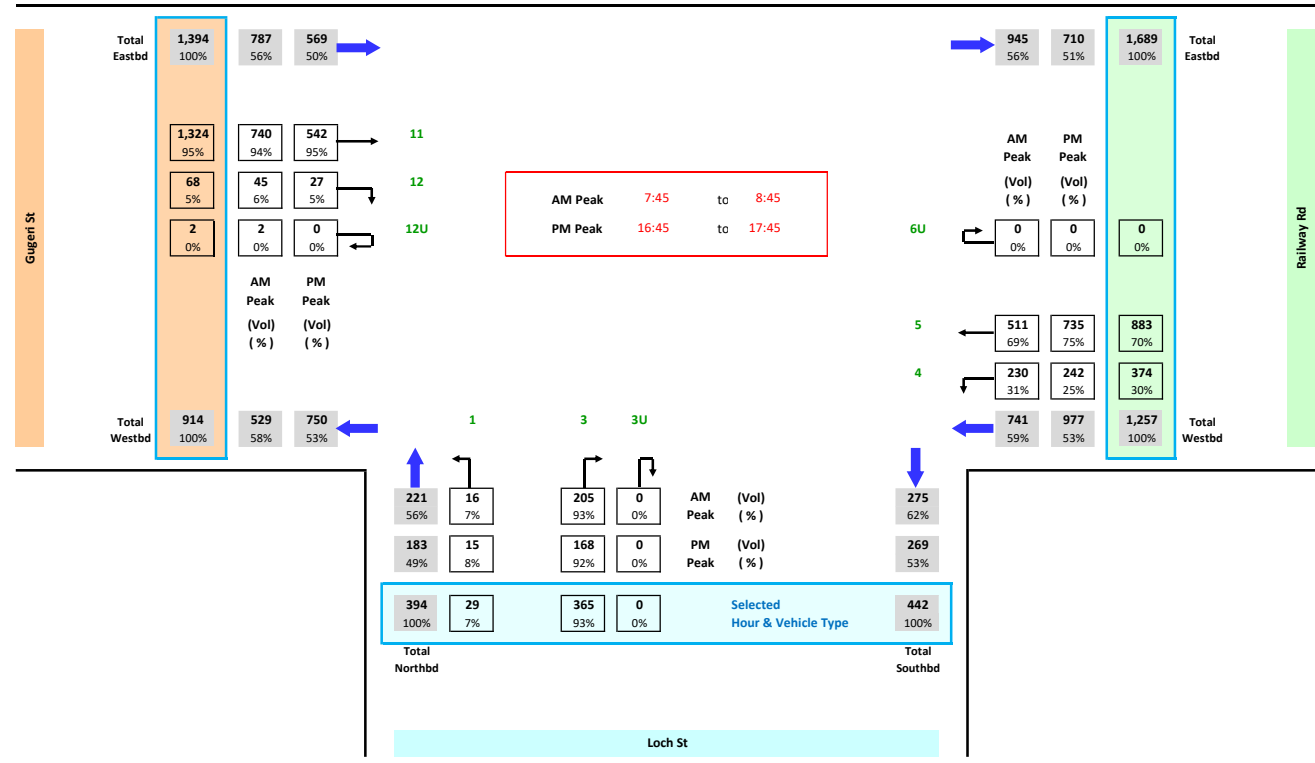 Total 1,394 787 569 945 710 1,689 Total
Eastbd 100% 56% 50% 56% 51% 100% Eastbd
1,324 740 542 11
95% 94% 95%
AM PM
Peak Peak
68 45 27 12 (Vol) (Vol)
5% 6% 5% ( % ) ( % )
AM Peak 7:45 to 8:45
PM Peak 16:45 to 17:45
2 2 0 12U 6U 0 0 0
0% 0% 0% 0% 0% 0%
Gugeri St
Railway Rd
AM PM
Peak Peak
(Vol) (Vol)
( % ) ( % )
5 511 735 883
69% 75% 70%
4 230 242 374
31% 25% 30%
Total 914 529 750 1 3 3U 741 977 1,257 Total
Westbd 100% 58% 53% 59% 53% 100% Westbd
221 16 205 0 AM (Vol) 275
56% 7% 93% 0% Peak ( % ) 62%
183 15 168 0 PM (Vol) 269
49% 8% 92% 0% Peak ( % ) 53%
394 29 365 0 Selected 442
100% 7% 93% 0% Hour & Vehicle Type 100%
Total Total
Northbd Southbd
Loch St